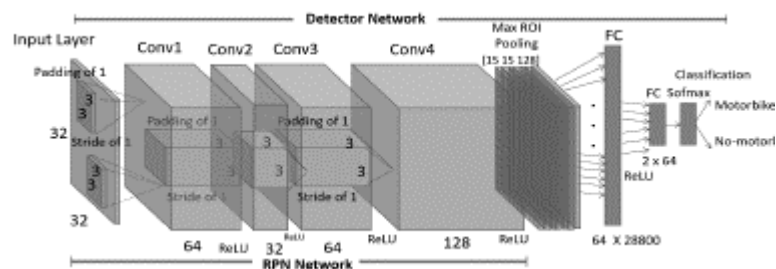 Detector Network
Input Layer
Conv1
Conv2
Conv3
Conv4
Max ROI
Pooling
[15 15 128]
FC
Padding of 1
3
3
Stride of 1
32
3
3
32
Padding of 1
3
3
Stride of 1
3
3
Padding of 1
3
3
Stride of 1
64
ReLU
32
ReLU
64
ReLU
128
ReLU
FC
2 x 64
ReLU
Classification
Sofmax
Motorbike
No-motorl
64 X 28800
RPN Network